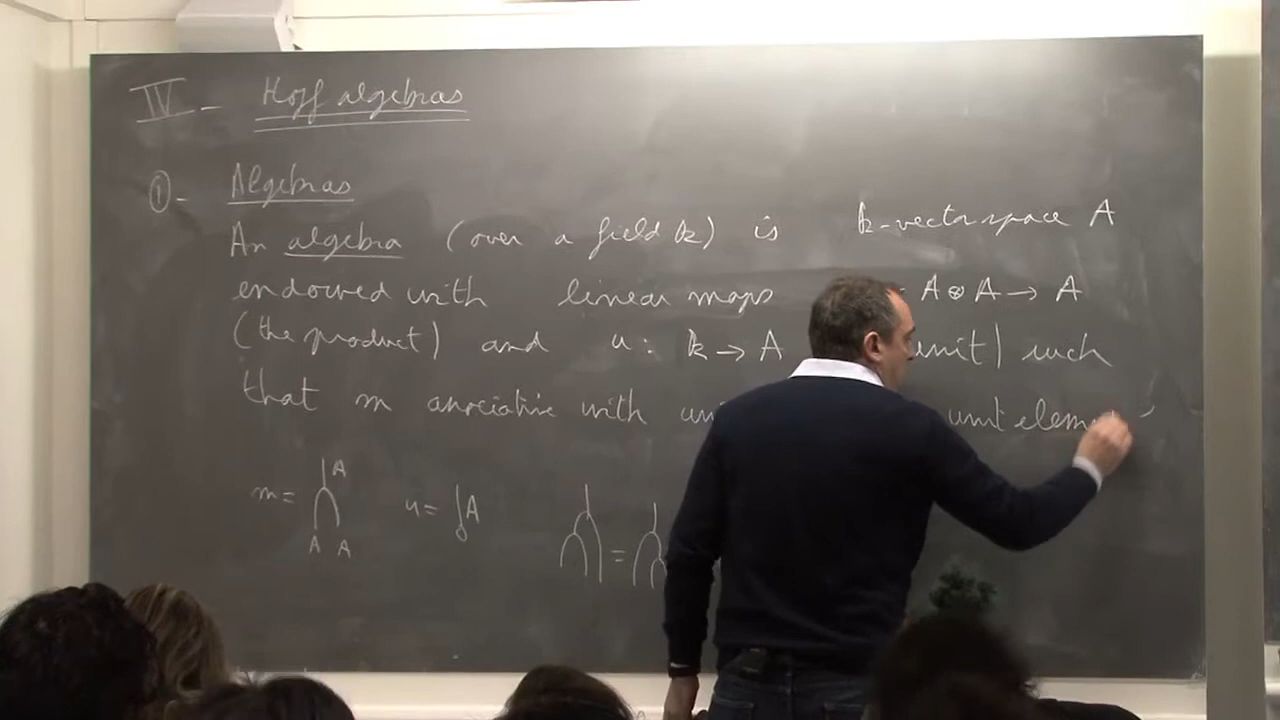 IV - Hopf algebras
① - Algebras
An algebra (over a field k) is k-vector space A
endowed with linear maps : A ⊗ A → A
(the product) and u: k → A unit) such
that m associative with unit element
m = A A A u = A =